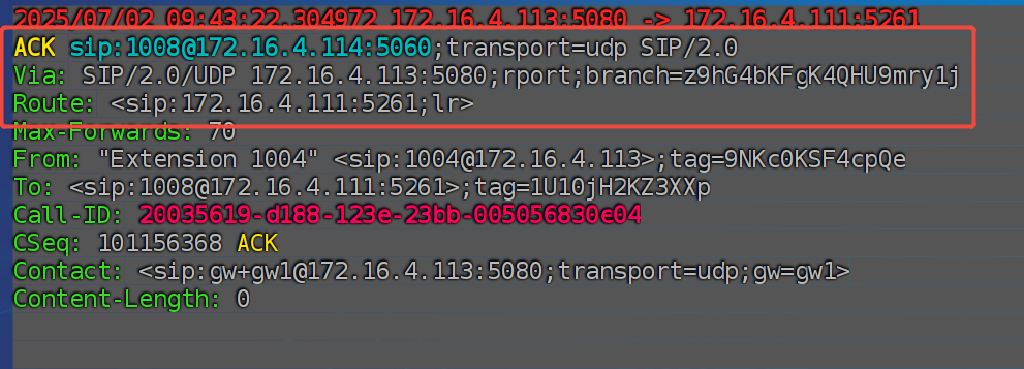 2025/07/02 09:43:22.304972 172.16.4.113:5080 -> 172.16.4.111:5261
ACK sip:1008@172.16.4.114:5060;transport=udp SIP/2.0
Via: SIP/2.0/UDP 172.16.4.113:5080;rport;branch=z9hG4bKFgK4QHU9mry1j
Route: <sip:172.16.4.111:5261;lr>
Max-Forwards: 70
From: "Extension 1004" <sip:1004@172.16.4.113>;tag=9NKc0KSF4cpQe
To: <sip:1008@172.16.4.111:5261>;tag=1U10jH2KZ3XXp
Call-ID: 20035619-d188-123e-23bb-005056830e04
CSeq: 101156368 ACK
Contact: <sip:gw+gw1@172.16.4.113:5080;transport=udp;gw=gw1>
Content-Length: 0